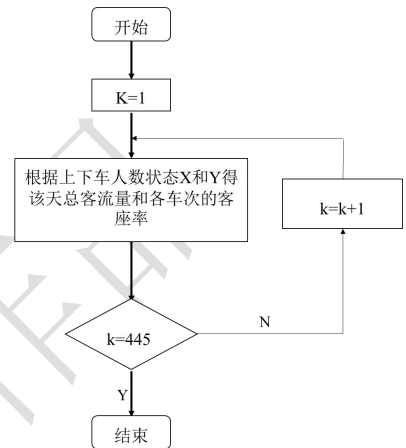 开始
K=1
根据上下车人数状态X和Y得
该天总客流量和各车次的客
座率
k=k+1
k=445
N
Y
结束